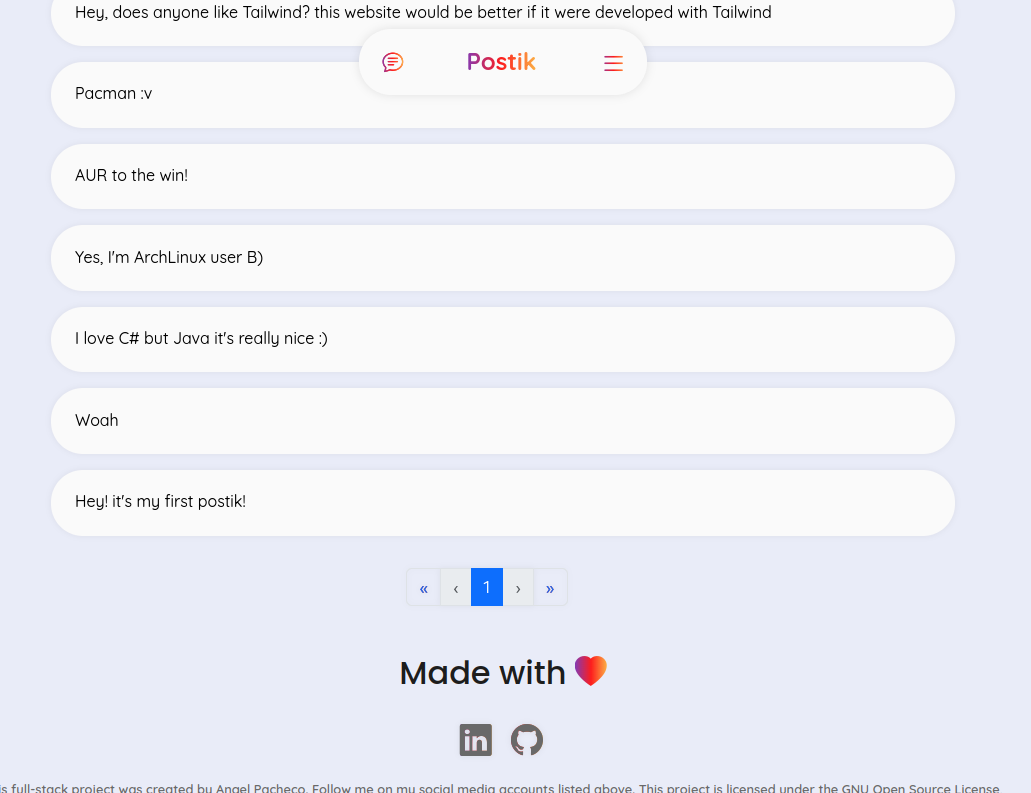 Hey, does anyone like Tailwind? this website would be better if it were developed with Tailwind
Postik
Pacman :v
AUR to the win!
Yes, I'm ArchLinux user B)
I love C# but Java it's really nice :)
Woah
Hey! it's my first postik!
« ‹ 1 › »
Made with
in
full-stack project was created by Angel Pacheco. Follow me on my social media accounts listed above. This project is licensed under the GNU Open Source License